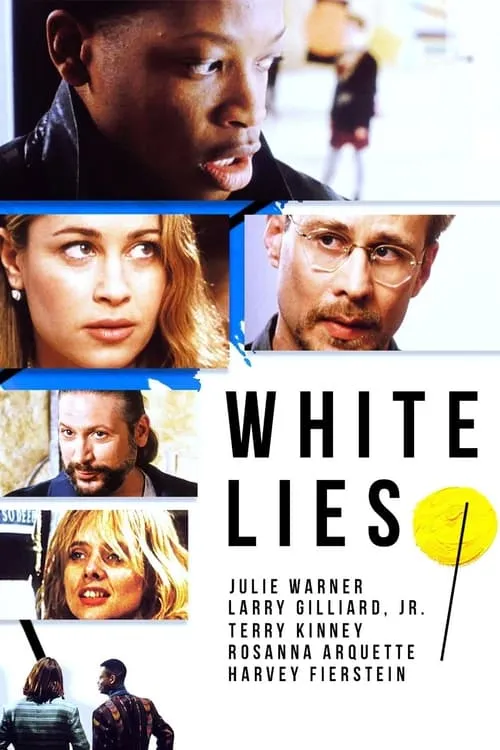 WHITE
LIES
JULIE WARNER
LARRY GILLIARD, JR.
TERRY KINNEY
ROSANNA ARQUETTE
HARVEY FIERSTEIN